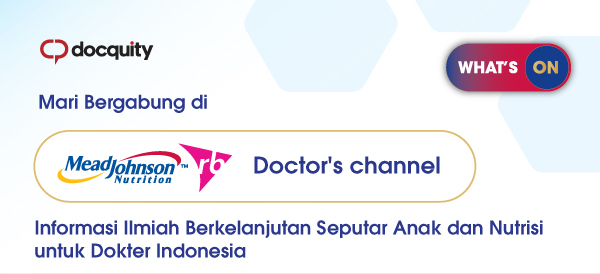 docquity
WHAT'S ON
Mari Bergabung di
MeadJohnson™
Nutrition
rb
Doctor's channel
Informasi Ilmiah Berkelanjutan Seputar Anak dan Nutrisi
untuk Dokter Indonesia